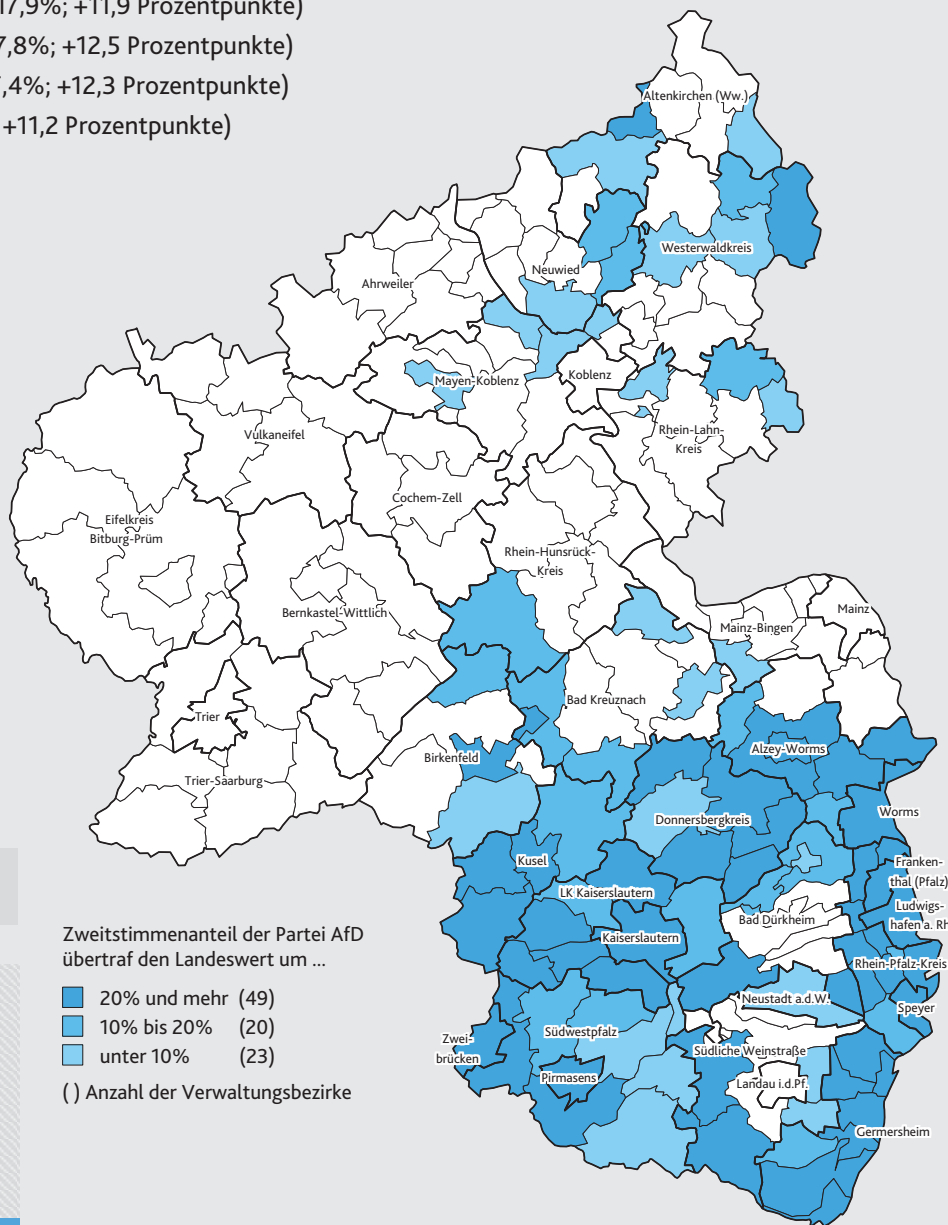 17,9%; +11,9 Prozentpunkte)
7,8%; +12,5 Prozentpunkte)
,4%; +12,3 Prozentpunkte)
+11,2 Prozentpunkte)
Altenkirchen (Ww.)
Westerwaldkreis
Neuwied
Ahrweiler
Mayen-Koblenz
Koblenz
Vulkaneifel
Rhein-Lahn-
Kreis
Cochem-Zell
Eifelkreis
Bitburg-Prüm
Rhein-Hunsrück-
Kreis
Bernkastel-Wittlich
Mainz
Mainz-Bingen
Bad Kreuznach
Trier
Alzey-Worms
Birkenfeld
Trier-Saarburg
Worms
Donnersbergkreis
Kusel
Franken-
thal (Pfalz)
LK Kaiserslautern
Ludwigs-
hafen a. Rh
Bad Dürkheim
Kaiserslautern
Rhein-Pfalz-Kreis
Neustadt a.d.W.
Speyer
Südwestpfalz
Zwei-
brücken
Südliche Weinstraße
Pirmasens
Landau i.d.Pf.
Germersheim
Zweitstimmenanteil der Partei AfD
übertraf den Landeswert um ...
20% und mehr (49)
10% bis 20% (20)
unter 10% (23)
( ) Anzahl der Verwaltungsbezirke